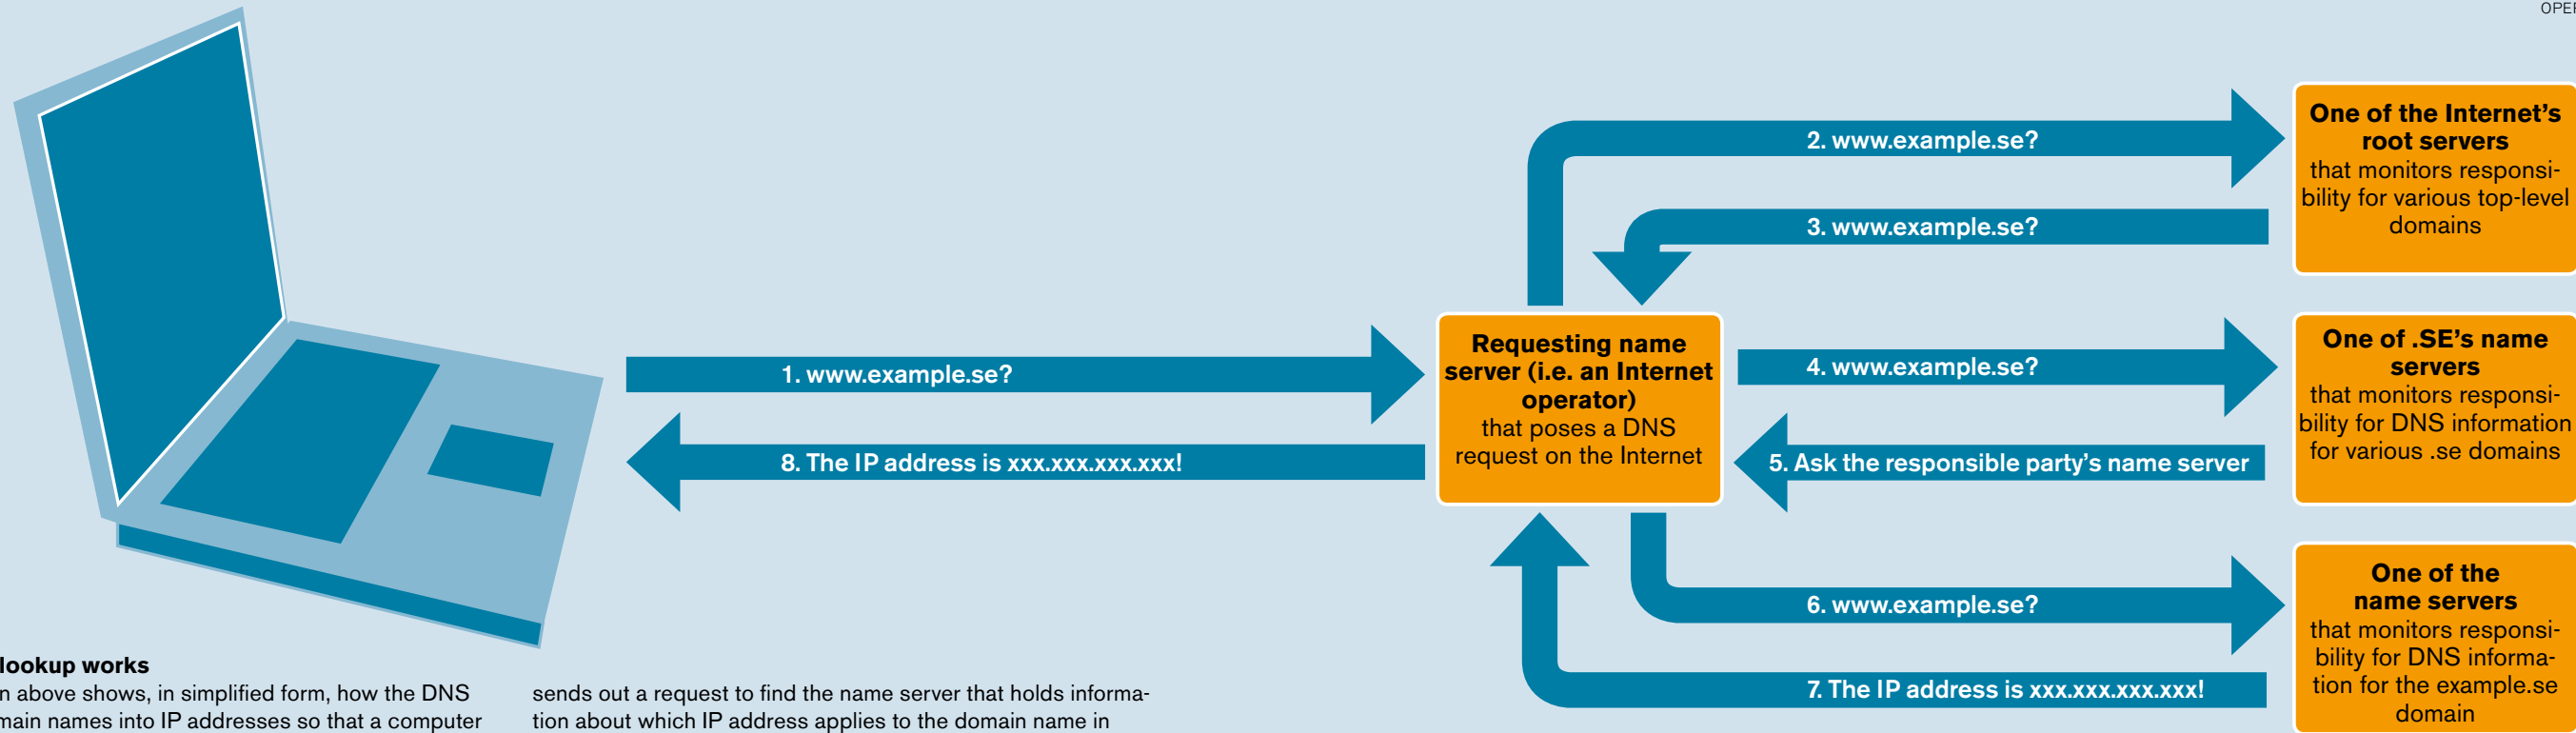 OPER
2. www.example.se?
3. www.example.se?
One of the Internet's
root servers
that monitors responsi-
bility for various top-level
domains
1. www.example.se?
8. The IP address is xxx.xxx.xxx.xxx!
Requesting name
server (i.e. an Internet
operator)
that poses a DNS
request on the Internet
4. www.example.se?
5. Ask the responsible party's name server
One of .SE's name
servers
that monitors responsi-
bility for DNS information
for various .se domains
6. www.example.se?
7. The IP address is xxx.xxx.xxx.xxx!
One of the
name servers
that monitors responsi-
bility for DNS informa-
tion for the example.se
domain
lookup works
n above shows, in simplified form, how the DNS
main names into IP addresses so that a computer
sends out a request to find the name server that holds informa-
tion about which IP address applies to the domain name in